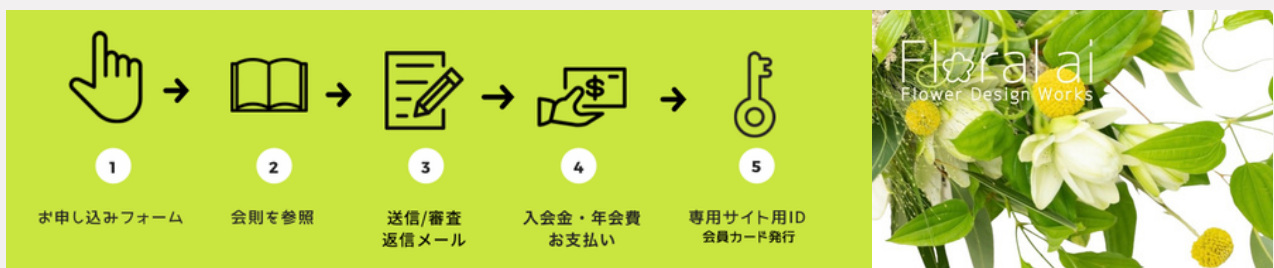 1
お申し込みフォーム
2
会則を参照
3
送信/審査
返信メール
$
4
入会金・年会費
お支払い
5
専用サイト用ID
会員カード発行
Floral ai
Flower Design Works